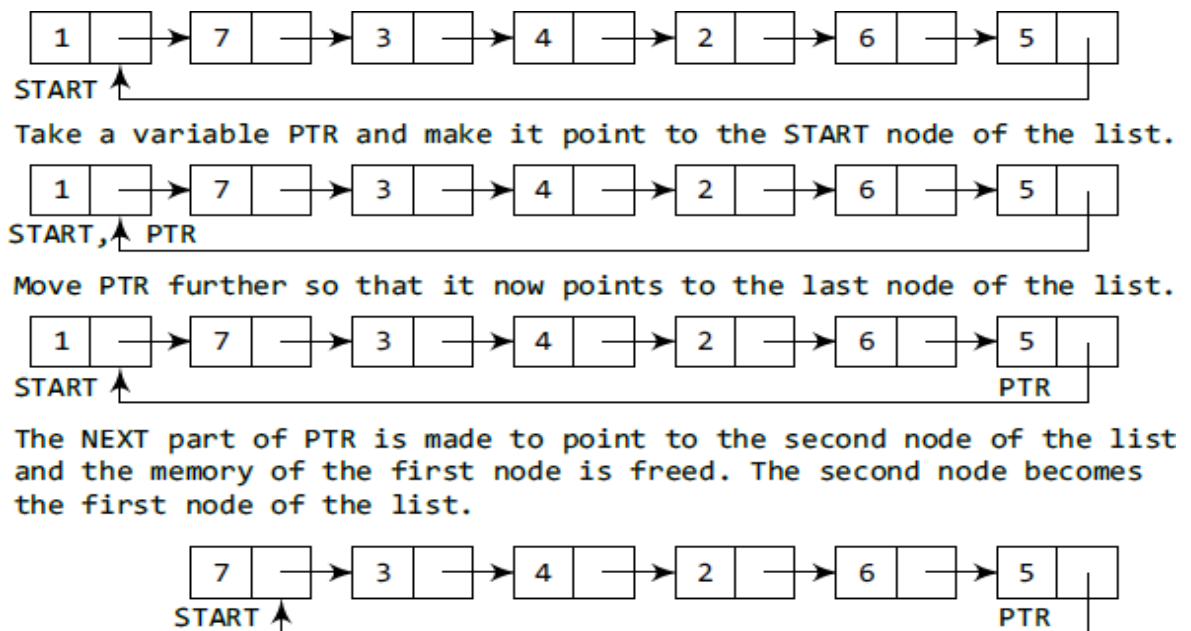 1 7 3 4 2 6 5
START
Take a variable PTR and make it point to the START node of the list.
1 7 3 4 2 6 5
START, PTR
Move PTR further so that it now points to the last node of the list.
1 7 3 4 2 6 5
START PTR
The NEXT part of PTR is made to point to the second node of the list
and the memory of the first node is freed. The second node becomes
the first node of the list.
7 3 4 2 6 5
START PTR